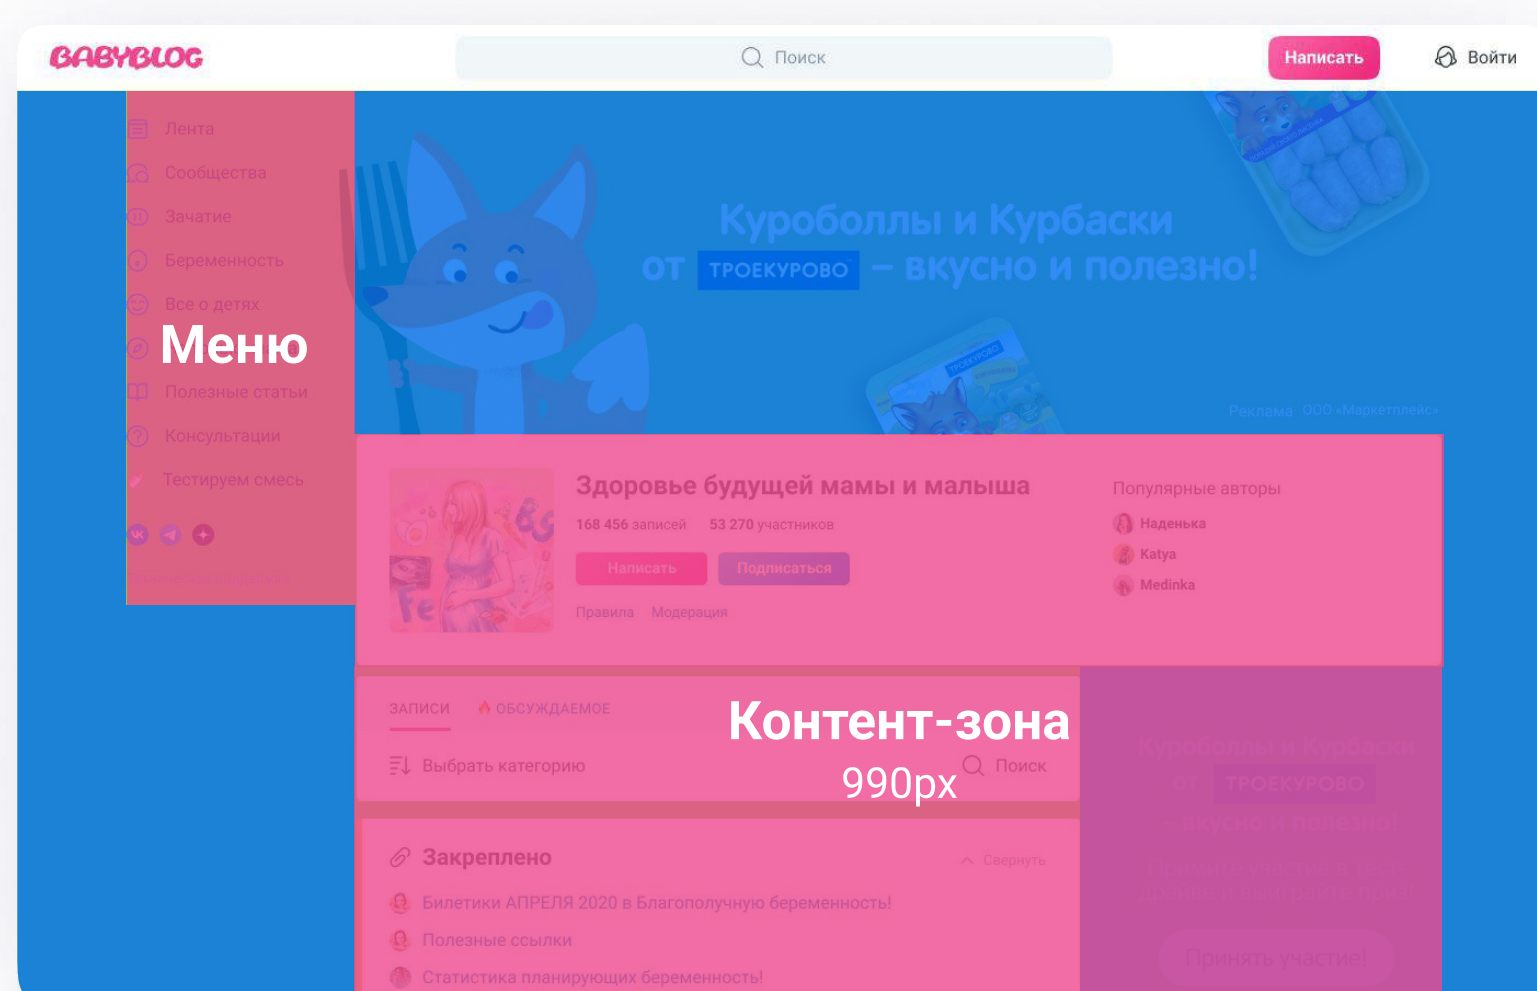 BABYBLOG
Поиск
Написать
Войти
Лента
Сообщества
Зачатие
Беременность
Все о детях
Меню
Полезные статьи
Консультации
Тестируем смесь
Куроболлы и Курбаски
от ТРОЕКУРОВО – вкусно и полезно!
ТРОЕКУРОВО
Реклама ООО «Маркетплейс»
Здоровье будущей мамы и малыша
168 456 записей 53 270 участников
Написать Подписаться
Правила Модерация
Популярные авторы
Наденька
Katya
Medinka
ЗАПИСИ ОБСУЖДАЕМОЕ
Контент-зона
990px
Выбрать категорию
Поиск
Закреплено
Свернуть
Билетики АПРЕЛЯ 2020 в Благополучную беременность!
Полезные ссылки
Статистика планирующих беременность!
Куроболлы и Курбаски
от ТРОЕКУРОВО
– вкусно и полезно!
Принять участие!